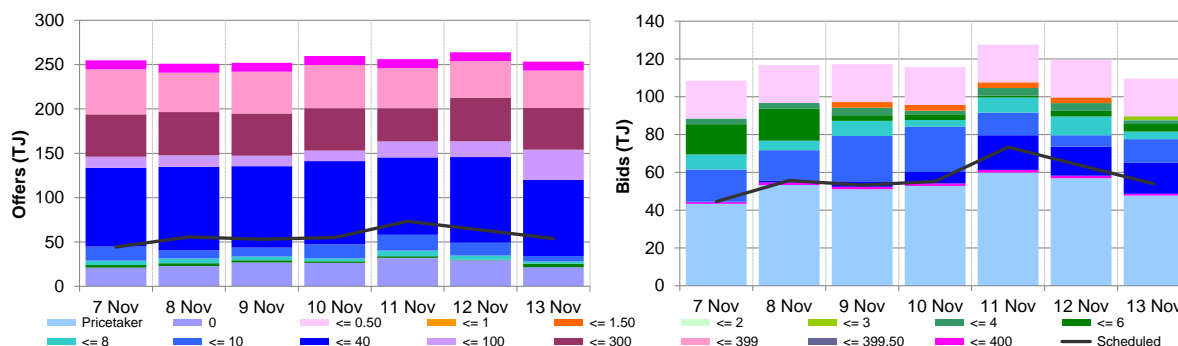 Offers (TJ)
300
250
200
150
100
50
0
7 Nov 8 Nov 9 Nov 10 Nov 11 Nov 12 Nov 13 Nov
Bids (TJ)
140
120
100
80
60
40
20
0
7 Nov 8 Nov 9 Nov 10 Nov 11 Nov 12 Nov 13 Nov
Pricetaker 0 <= 0.50 <= 1 <= 1.50 <= 2 <= 3 <= 4 <= 6
<= 8 <= 10 <= 40 <= 100 <= 300 <= 399 <= 399.50 <= 400 Scheduled